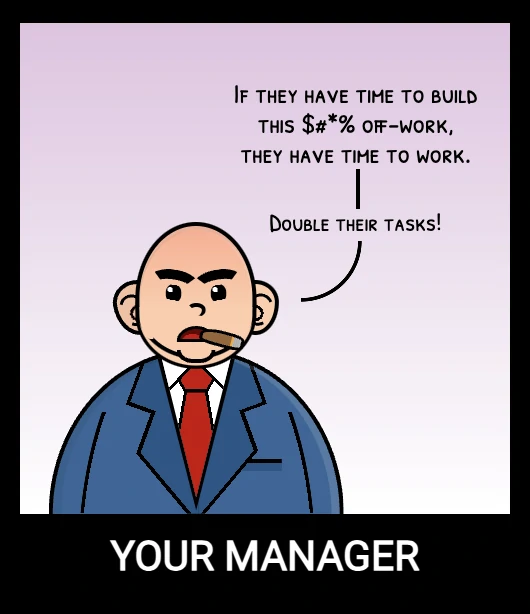 If they have time to build
this $#*% off-work,
they have time to work.
Double their tasks!
YOUR MANAGER